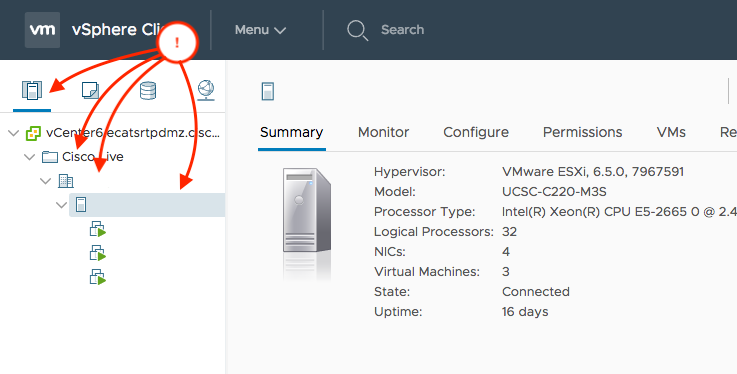 vm vSphere Cli Menu Search
!
vCenter6.ecatsrtpdmz.cisc...
Cisco Live
Summary Monitor Configure Permissions VMs Re
Hypervisor: VMware ESXi, 6.5.0, 7967591
Model: UCSC-C220-M3S
Processor Type: Intel(R) Xeon(R) CPU E5-2665 0 @ 2.4
Logical Processors: 32
NICs: 4
Virtual Machines: 3
State: Connected
Uptime: 16 days